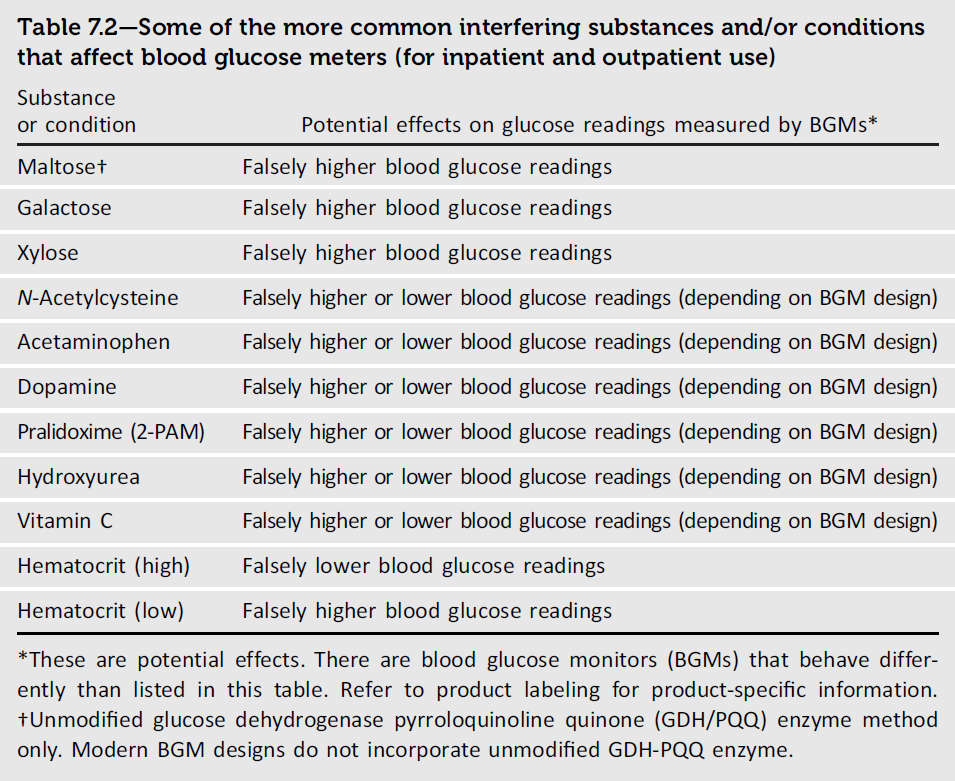 Table 7.2—Some of the more common interfering substances and/or conditions
that affect blood glucose meters (for inpatient and outpatient use)
Substance
or condition Potential effects on glucose readings measured by BGMs*
Maltose† Falsely higher blood glucose readings
Galactose Falsely higher blood glucose readings
Xylose Falsely higher blood glucose readings
N-Acetylcysteine Falsely higher or lower blood glucose readings (depending on BGM design)
Acetaminophen Falsely higher or lower blood glucose readings (depending on BGM design)
Dopamine Falsely higher or lower blood glucose readings (depending on BGM design)
Pralidoxime (2-PAM) Falsely higher or lower blood glucose readings (depending on BGM design)
Hydroxyurea Falsely higher or lower blood glucose readings (depending on BGM design)
Vitamin C Falsely higher or lower blood glucose readings (depending on BGM design)
Hematocrit (high) Falsely lower blood glucose readings
Hematocrit (low) Falsely higher blood glucose readings
*These are potential effects. There are blood glucose monitors (BGMs) that behave differ-
ently than listed in this table. Refer to product labeling for product-specific information.
†Unmodified glucose dehydrogenase pyrroloquinoline quinone (GDH/PQQ) enzyme method
only. Modern BGM designs do not incorporate unmodified GDH-PQQ enzyme.